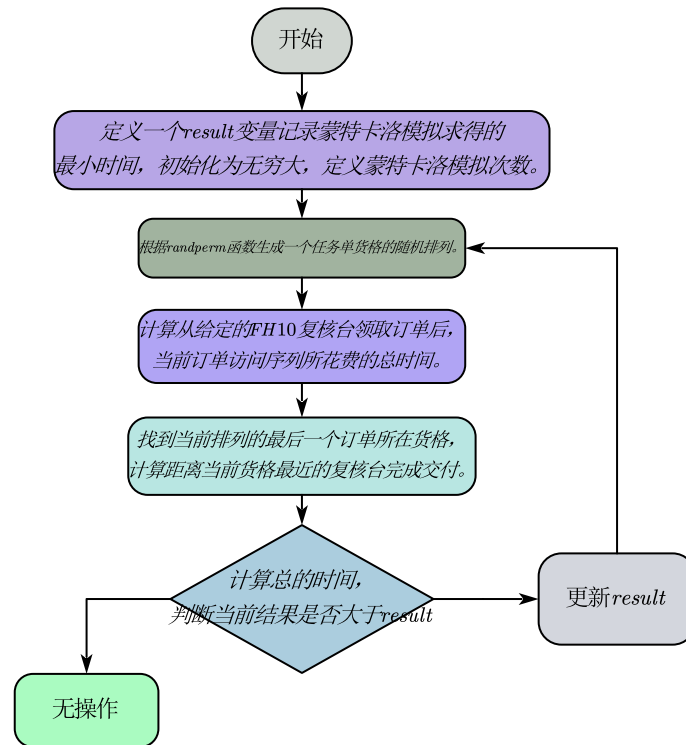 开始
定义一个result变量记录蒙特卡洛模拟求得的
最小时间，初始化为无穷大，定义蒙特卡洛模拟次数。
根据randperm函数生成一个任务单货格的随机排列。
计算从给定的FH10复核台领取订单后，
当前订单访问序列所花费的总时间。
找到当前排列的最后一个订单所在货格，
计算距离当前货格最近的复核台完成交付。
计算总的时间，
判断当前结果是否大于result
更新result
无操作